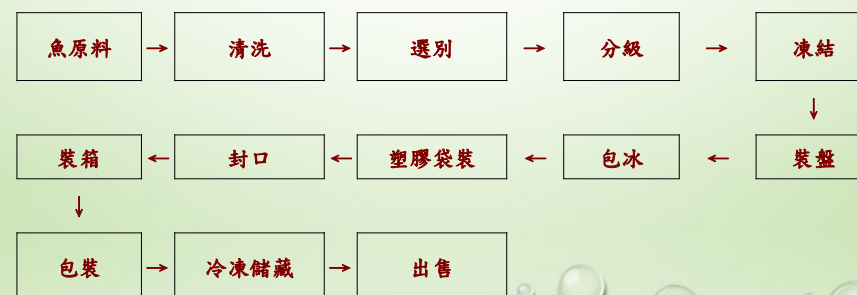 魚原料 → 清洗 → 選別 → 分級 → 凍結
↓
裝箱 ← 封口 ← 塑膠袋裝 ← 包冰 ← 裝盤
↓
包裝 → 冷凍儲藏 → 出售